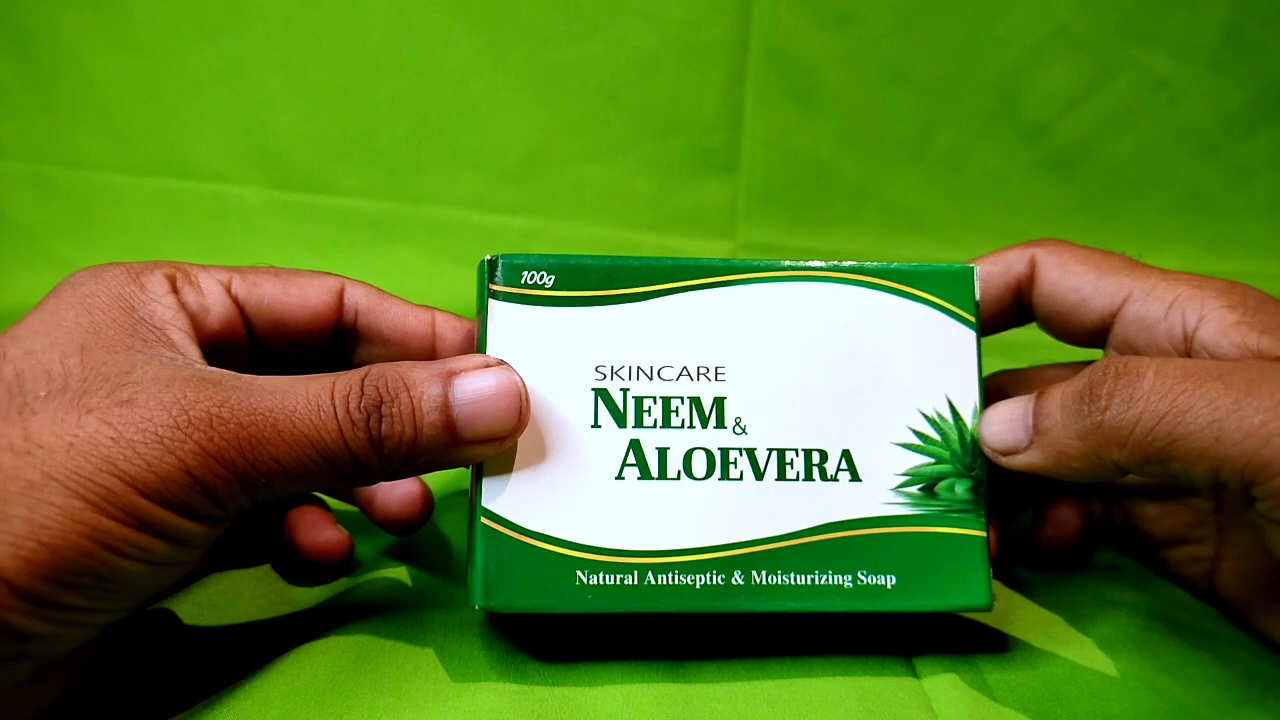 100g
SKINCARE
NEEM &
ALOEVERA
Natural Antiseptic & Moisturizing Soap